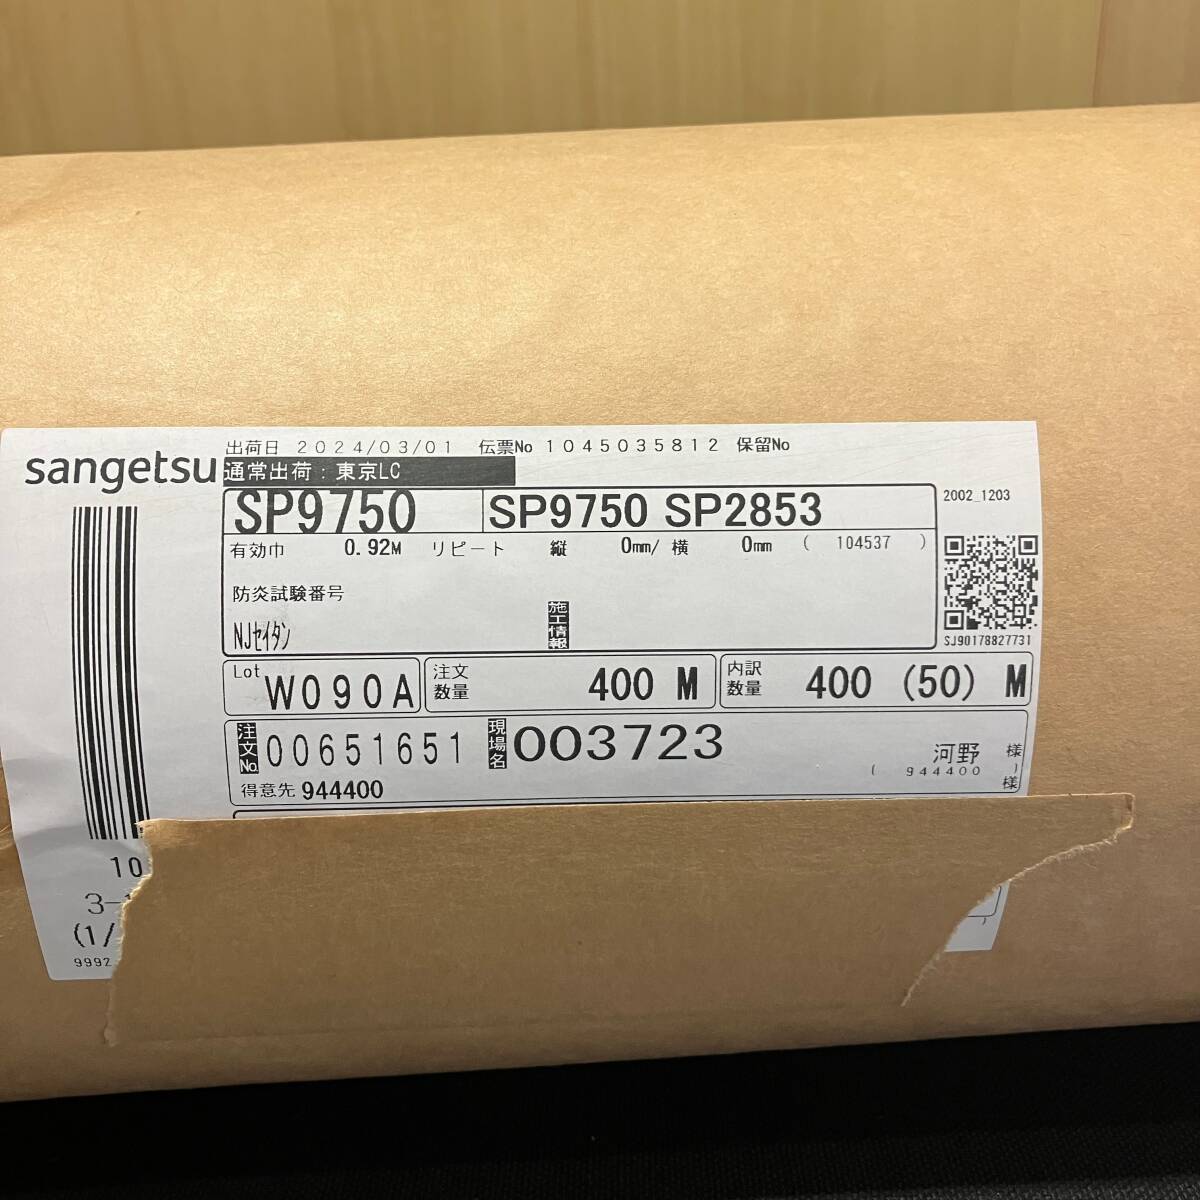 sangetsu
出荷日 2024/03/01 伝票No 1045035812 保留No
通常出荷：東京LC
SP9750 SP9750 SP2853
2002_1203
有効巾 0.92M リピート 縦 0mm/ 横 0mm ( 104537 )
防炎試験番号
NJセイタン
施工情報
SJ90178827731
Lot W090A 注文数量 400 M 内訳数量 400 (50) M
注文No. 00651651 現場名 003723
河野 様
( 944400 )
得意先 944400 様
10
3-
(1/
9992